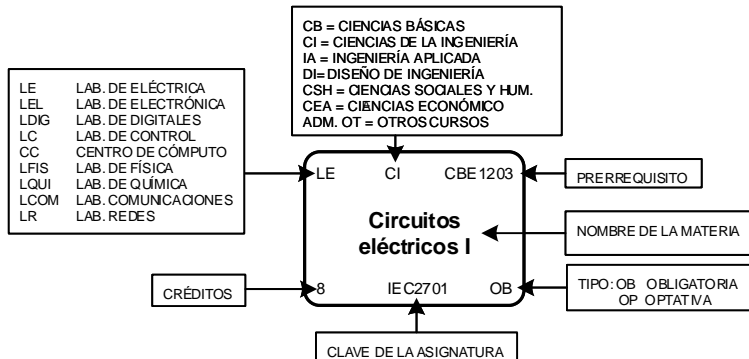 CB = CIENCIAS BÁSICAS
CI = CIENCIAS DE LA INGENIERÍA
IA = INGENIERÍA APLICADA
DI= DISEÑO DE INGENIERÍA
CSH = CIENCIAS SOCIALES Y HUM.
CEA = CIENCIAS ECONÓMICO
ADM. OT = OTROS CURSOS
LE LAB. DE ELÉCTRICA
LEL LAB. DE ELECTRÓNICA
LDIG LAB. DE DIGITALES
LC LAB. DE CONTROL
CC CENTRO DE CÓMPUTO
LFIS LAB. DE FÍSICA
LQUI LAB. DE QUÍMICA
LCOM LAB. COMUNICACIONES
LR LAB. REDES
LE CI CBE1203
PRERREQUISITO
Circuitos
eléctricos I
NOMBRE DE LA MATERIA
CRÉDITOS
8 IEC2701 OB
TIPO: OB OBLIGATORIA
OP OPTATIVA
CLAVE DE LA ASIGNATURA